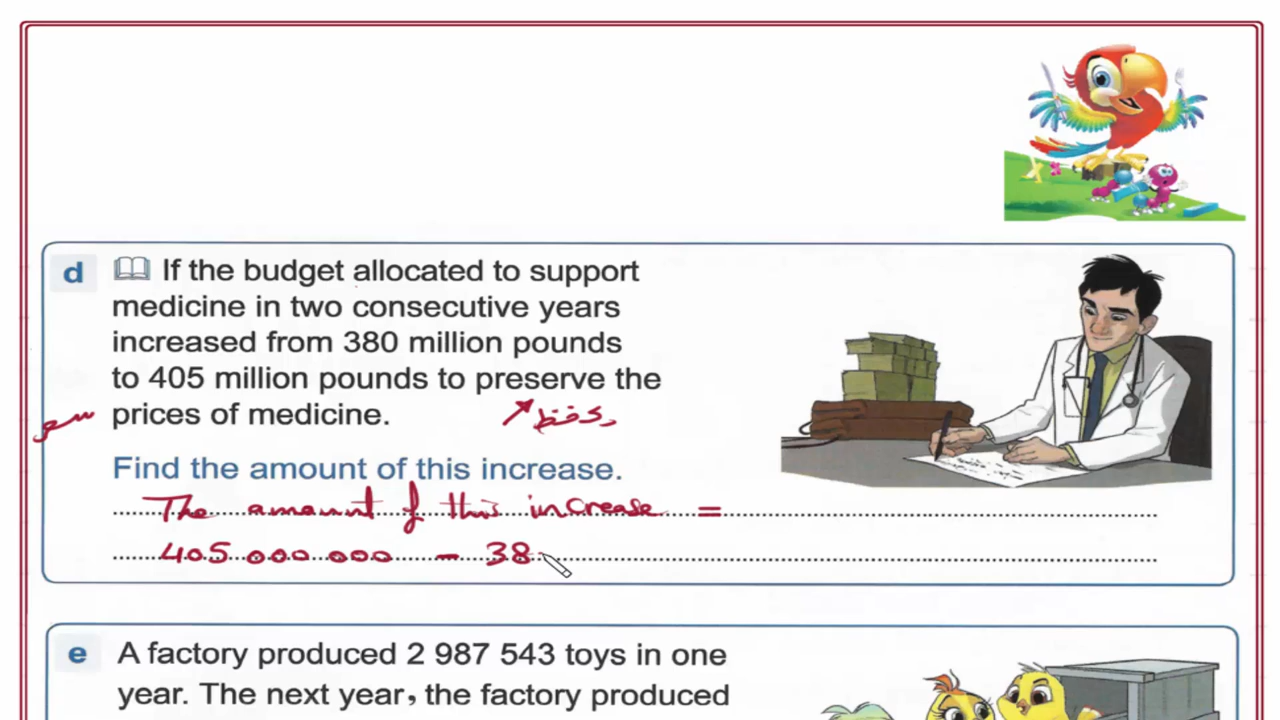 d If the budget allocated to support
medicine in two consecutive years
increased from 380 million pounds
to 405 million pounds to preserve the
prices of medicine.
سعر
حفظ
Find the amount of this increase.
The amount of this increase =
405 000 000 - 38
e A factory produced 2 987 543 toys in one
year. The next year, the factory produced